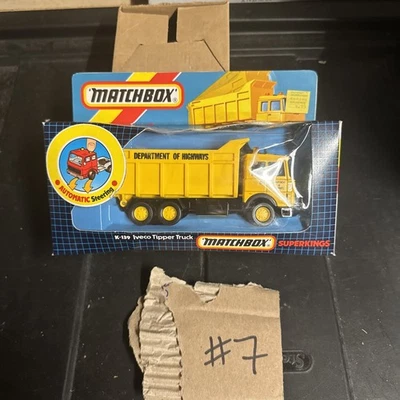 MATCHBOX®
DEPARTMENT OF HIGHWAYS
AUTOMATIC Steering
K-139 Iveco Tipper Truck
MATCHBOX
SUPERKINGS
#7